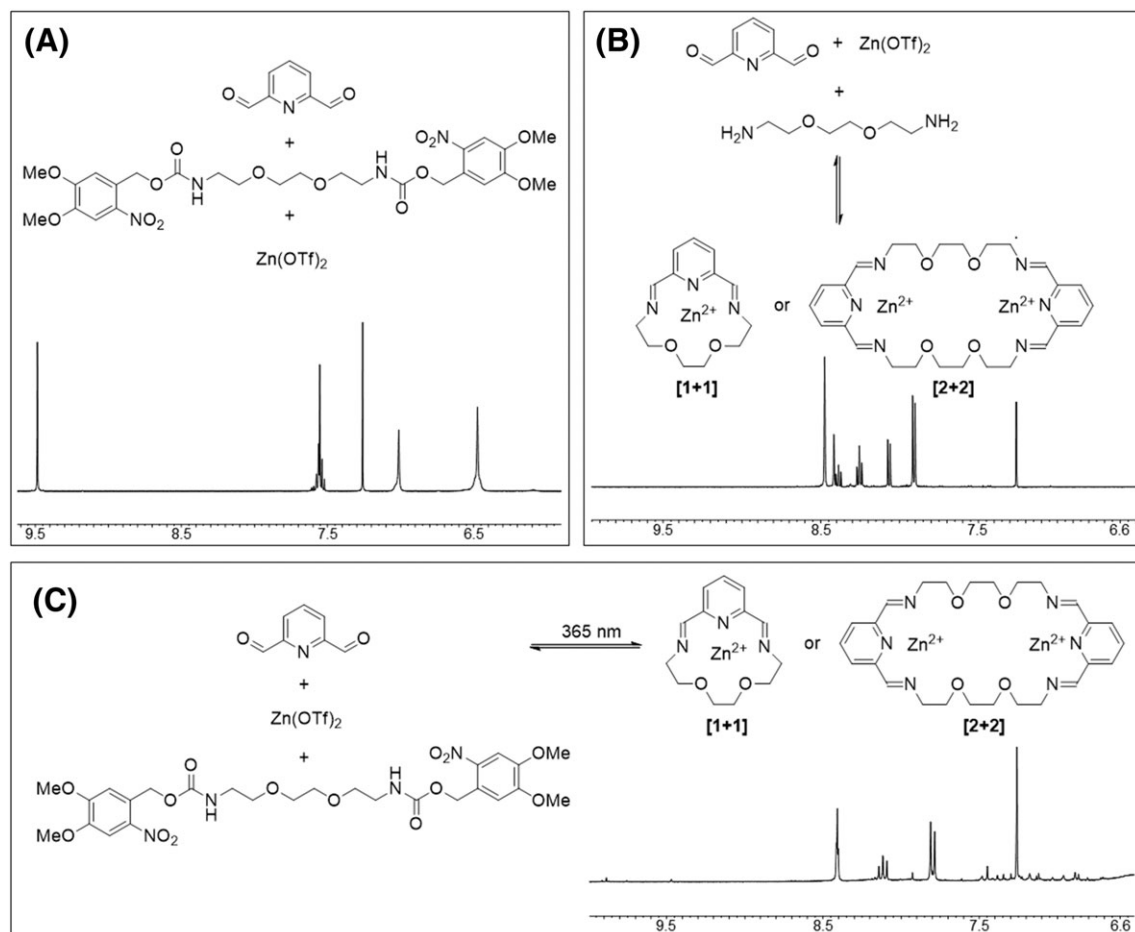 (A)
O
N
O
+
O
O
N
H
O
O
H
N
O
O
O2N
OMe
OMe
MeO
MeO
NO2
+
Zn(OTf)2
9.5
8.5
7.5
6.5
(B)
O
N
O
+ Zn(OTf)2
+
H2N
O
O
NH2
N
N
N
Zn2+
O
O
[1+1]
or
N
O
O
N
N
Zn2+
Zn2+
N
N
O
O
N
[2+2]
9.5
8.5
7.5
6.6
(C)
O
N
O
+
Zn(OTf)2
+
MeO
MeO
NO2
O
O
N
H
O
O
H
N
O
O
O2N
OMe
OMe
365 nm
N
N
N
Zn2+
O
O
[1+1]
or
N
O
O
N
N
Zn2+
Zn2+
N
N
O
O
N
[2+2]
9.5
8.5
7.5
6.6